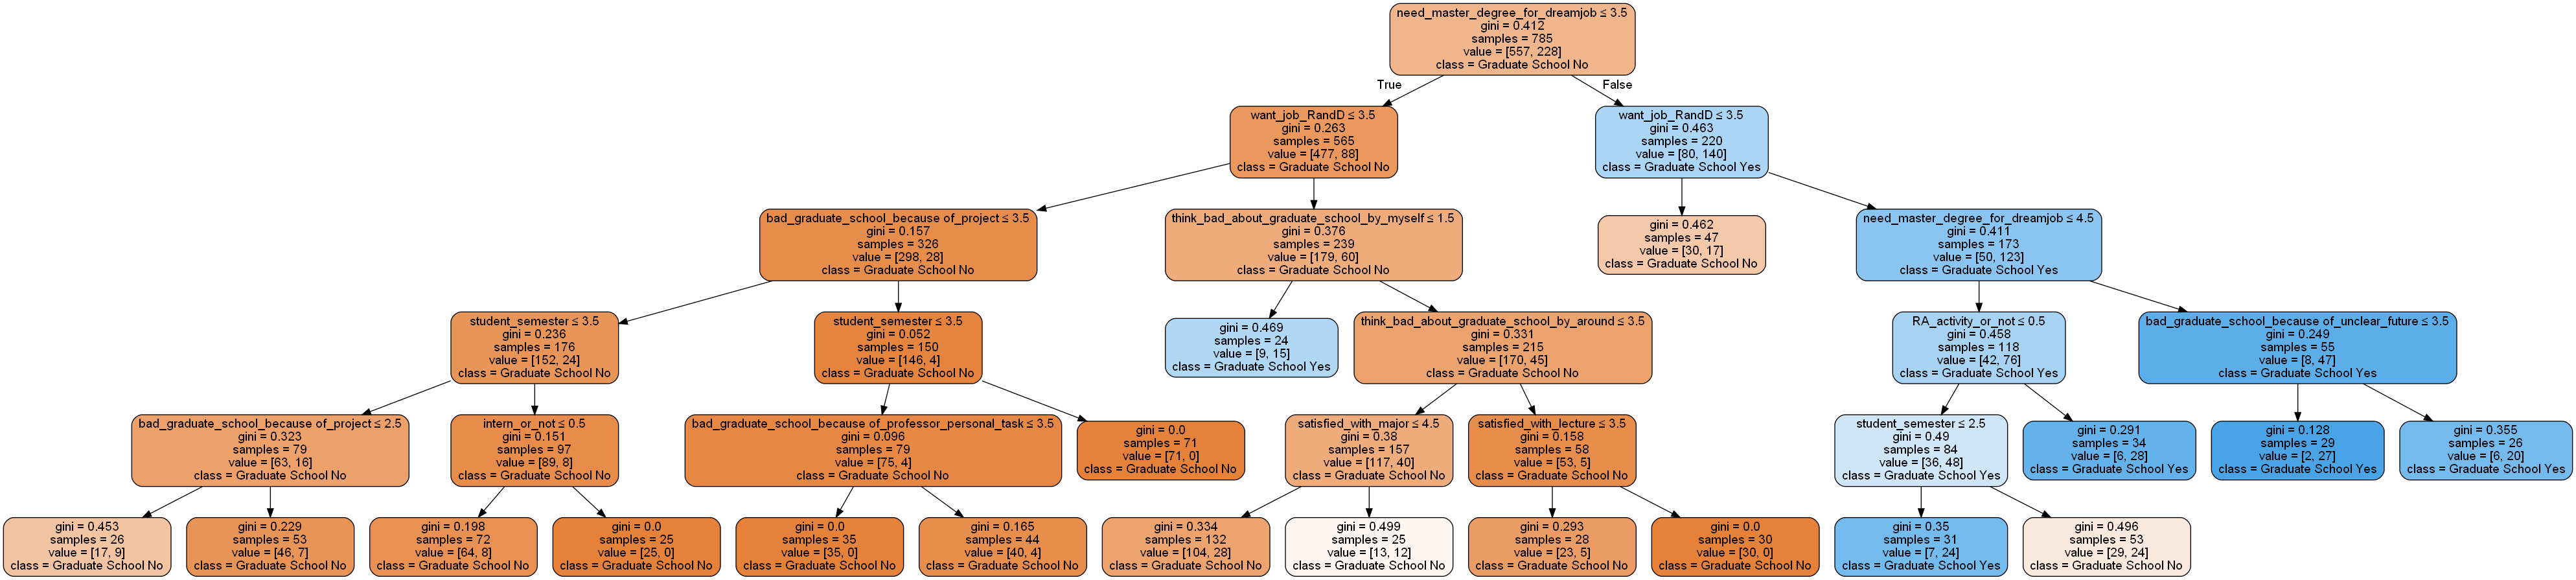 need_master_degree_for_dreamjob ≤ 3.5
gini = 0.412
samples = 785
value = [557, 228]
class = Graduate School No
True
False
want_job_RandD ≤ 3.5
gini = 0.263
samples = 565
value = [477, 88]
class = Graduate School No
want_job_RandD ≤ 3.5
gini = 0.463
samples = 220
value = [80, 140]
class = Graduate School Yes
bad_graduate_school_because of_project ≤ 3.5
gini = 0.157
samples = 326
value = [298, 28]
class = Graduate School No
think_bad_about_graduate_school_by_myself ≤ 1.5
gini = 0.376
samples = 239
value = [179, 60]
class = Graduate School No
gini = 0.462
samples = 47
value = [30, 17]
class = Graduate School No
need_master_degree_for_dreamjob ≤ 4.5
gini = 0.411
samples = 173
value = [50, 123]
class = Graduate School Yes
student_semester ≤ 3.5
gini = 0.236
samples = 176
value = [152, 24]
class = Graduate School No
student_semester ≤ 3.5
gini = 0.052
samples = 150
value = [146, 4]
class = Graduate School No
gini = 0.469
samples = 24
value = [9, 15]
class = Graduate School Yes
think_bad_about_graduate_school_by_around ≤ 3.5
gini = 0.331
samples = 215
value = [170, 45]
class = Graduate School No
RA_activity_or_not ≤ 0.5
gini = 0.458
samples = 118
value = [42, 76]
class = Graduate School Yes
bad_graduate_school_because of_unclear_future ≤ 3.5
gini = 0.249
samples = 55
value = [8, 47]
class = Graduate School Yes
bad_graduate_school_because of_project ≤ 2.5
gini = 0.323
samples = 79
value = [63, 16]
class = Graduate School No
intern_or_not ≤ 0.5
gini = 0.151
samples = 97
value = [89, 8]
class = Graduate School No
bad_graduate_school_because of_professor_personal_task ≤ 3.5
gini = 0.096
samples = 79
value = [75, 4]
class = Graduate School No
gini = 0.0
samples = 71
value = [71, 0]
class = Graduate School No
satisfied_with_major ≤ 4.5
gini = 0.38
samples = 157
value = [117, 40]
class = Graduate School No
satisfied_with_lecture ≤ 3.5
gini = 0.158
samples = 58
value = [53, 5]
class = Graduate School No
student_semester ≤ 2.5
gini = 0.49
samples = 84
value = [36, 48]
class = Graduate School Yes
gini = 0.291
samples = 34
value = [6, 28]
class = Graduate School Yes
gini = 0.128
samples = 29
value = [2, 27]
class = Graduate School Yes
gini = 0.355
samples = 26
value = [6, 20]
class = Graduate School Yes
gini = 0.453
samples = 26
value = [17, 9]
class = Graduate School No
gini = 0.229
samples = 53
value = [46, 7]
class = Graduate School No
gini = 0.198
samples = 72
value = [64, 8]
class = Graduate School No
gini = 0.0
samples = 25
value = [25, 0]
class = Graduate School No
gini = 0.0
samples = 35
value = [35, 0]
class = Graduate School No
gini = 0.165
samples = 44
value = [40, 4]
class = Graduate School No
gini = 0.334
samples = 132
value = [104, 28]
class = Graduate School No
gini = 0.499
samples = 25
value = [13, 12]
class = Graduate School No
gini = 0.293
samples = 28
value = [23, 5]
class = Graduate School No
gini = 0.0
samples = 30
value = [30, 0]
class = Graduate School No
gini = 0.35
samples = 31
value = [7, 24]
class = Graduate School Yes
gini = 0.496
samples = 53
value = [29, 24]
class = Graduate School No